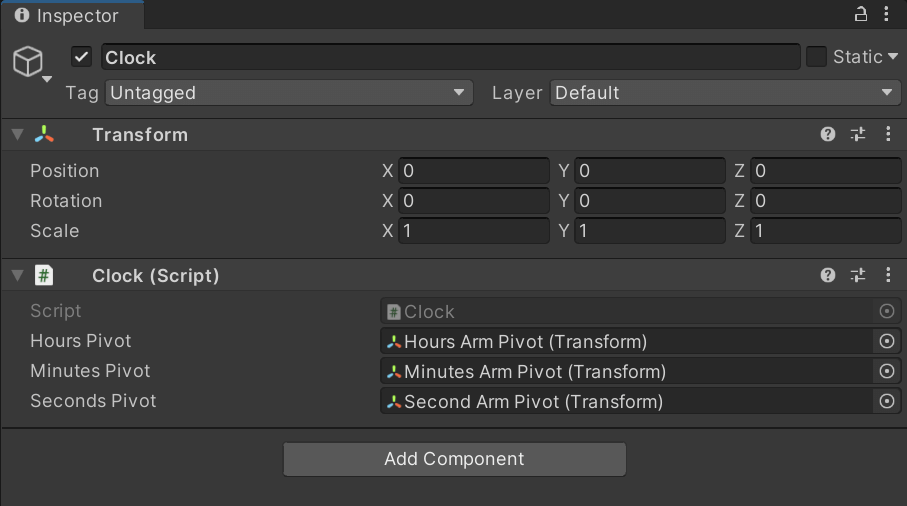 Inspector
Clock Static
Tag Untagged Layer Default
Transform
Position X 0 Y 0 Z 0
Rotation X 0 Y 0 Z 0
Scale X 1 Y 1 Z 1
# Clock (Script)
Script # Clock
Hours Pivot Hours Arm Pivot (Transform)
Minutes Pivot Minutes Arm Pivot (Transform)
Seconds Pivot Second Arm Pivot (Transform)
Add Component